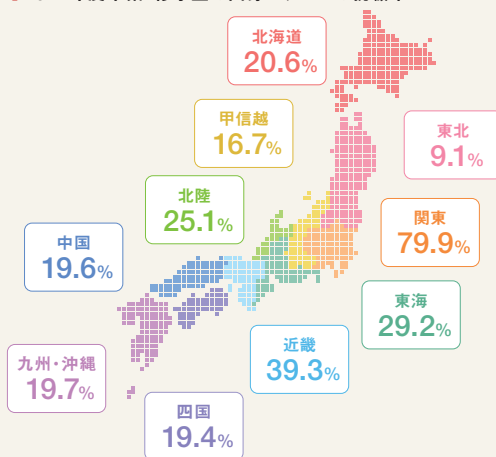 北海道
20.6%
甲信越
16.7%
東北
9.1%
北陸
25.1%
関東
79.9%
中国
19.6%
東海
29.2%
近畿
39.3%
九州・沖縄
19.7%
四国
19.4%